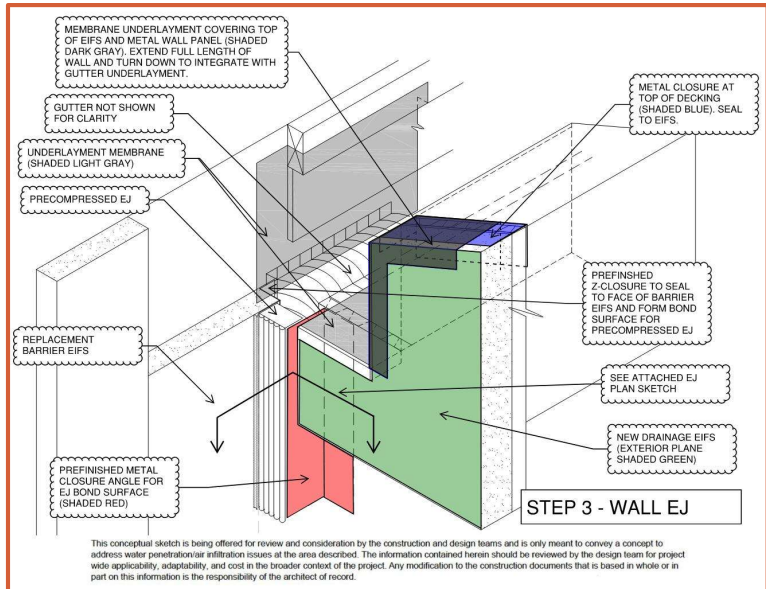 MEMBRANE UNDERLAYMENT COVERING TOP
OF EIFS AND METAL WALL PANEL (SHADED
DARK GRAY). EXTEND FULL LENGTH OF
WALL AND TURN DOWN TO INTEGRATE WITH
GUTTER UNDERLAYMENT.
METAL CLOSURE AT
TOP OF DECKING
(SHADED BLUE). SEAL
TO EIFS.
GUTTER NOT SHOWN
FOR CLARITY
UNDERLAYMENT MEMBRANE
(SHADED LIGHT GRAY)
PRECOMPRESSED EJ
PREFINISHED
Z-CLOSURE TO SEAL
TO FACE OF BARRIER
EIFS AND FORM BOND
SURFACE FOR
PRECOMPRESSED EJ
REPLACEMENT
BARRIER EIFS
SEE ATTACHED EJ
PLAN SKETCH
NEW DRAINAGE EIFS
(EXTERIOR PLANE
SHADED GREEN)
PREFINISHED METAL
CLOSURE ANGLE FOR
EJ BOND SURFACE
(SHADED RED)
STEP 3 - WALL EJ
This conceptual sketch is being offered for review and consideration by the construction and design teams and is only meant to convey a concept to
address water penetration/air infiltration issues at the area described. The information contained herein should be reviewed by the design team for project
wide applicability, adaptability, and cost in the broader context of the project. Any modification to the construction documents that is based in whole or in
part on this information is the responsibility of the architect of record.